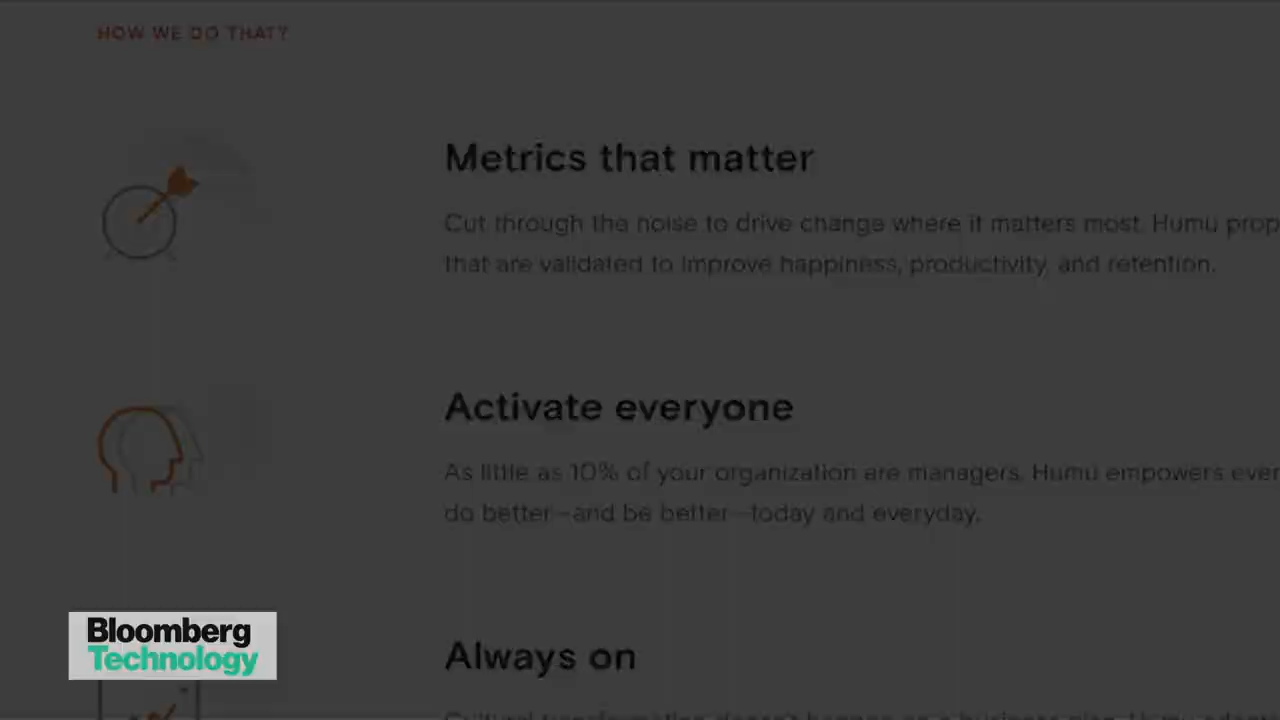 HOW WE DO THAT?
Metrics that matter
Cut through the noise to drive change where it matters most. Humu prop
that are validated to improve happiness, productivity, and retention.
Activate everyone
As little as 10% of your organization are managers. Humu empowers ever
do better—and be better—today and everyday.
Bloomberg
Technology
Always on